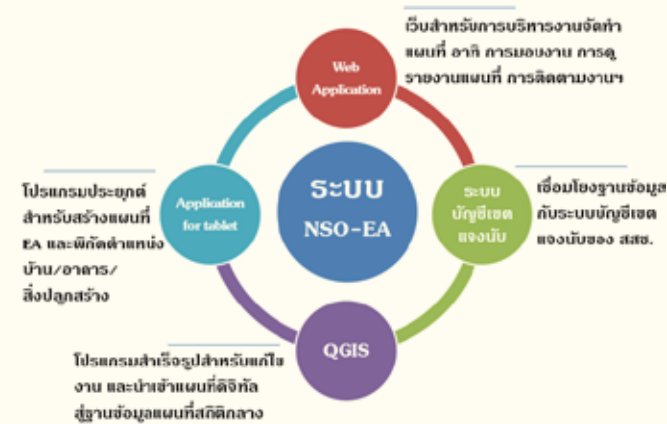 เว็บสำหรับการบริหารงานจัดทำ
แผนที่ อาทิ การมอบงาน การดู
รายงานแผนที่ การติดตามงานฯ
Web
Application
ระบบ
NSO-EA
ระบบ
บัญชีเขต
แจงนับ
เชื่อมโยงฐานข้อมูล
กับระบบบัญชีเขต
แจงนับของ สสช.
Application
for tablet
โปรแกรมประยุกต์
สำหรับสร้างแผนที่
EA และพิกัดตำแหน่ง
บ้าน/อาคาร/
สิ่งปลูกสร้าง
QGIS
โปรแกรมสำเร็จรูปสำหรับแก้ไข
งาน และนำเข้าแผนที่ดิจิทัล
สู่ฐานข้อมูลแผนที่สถิติกลาง